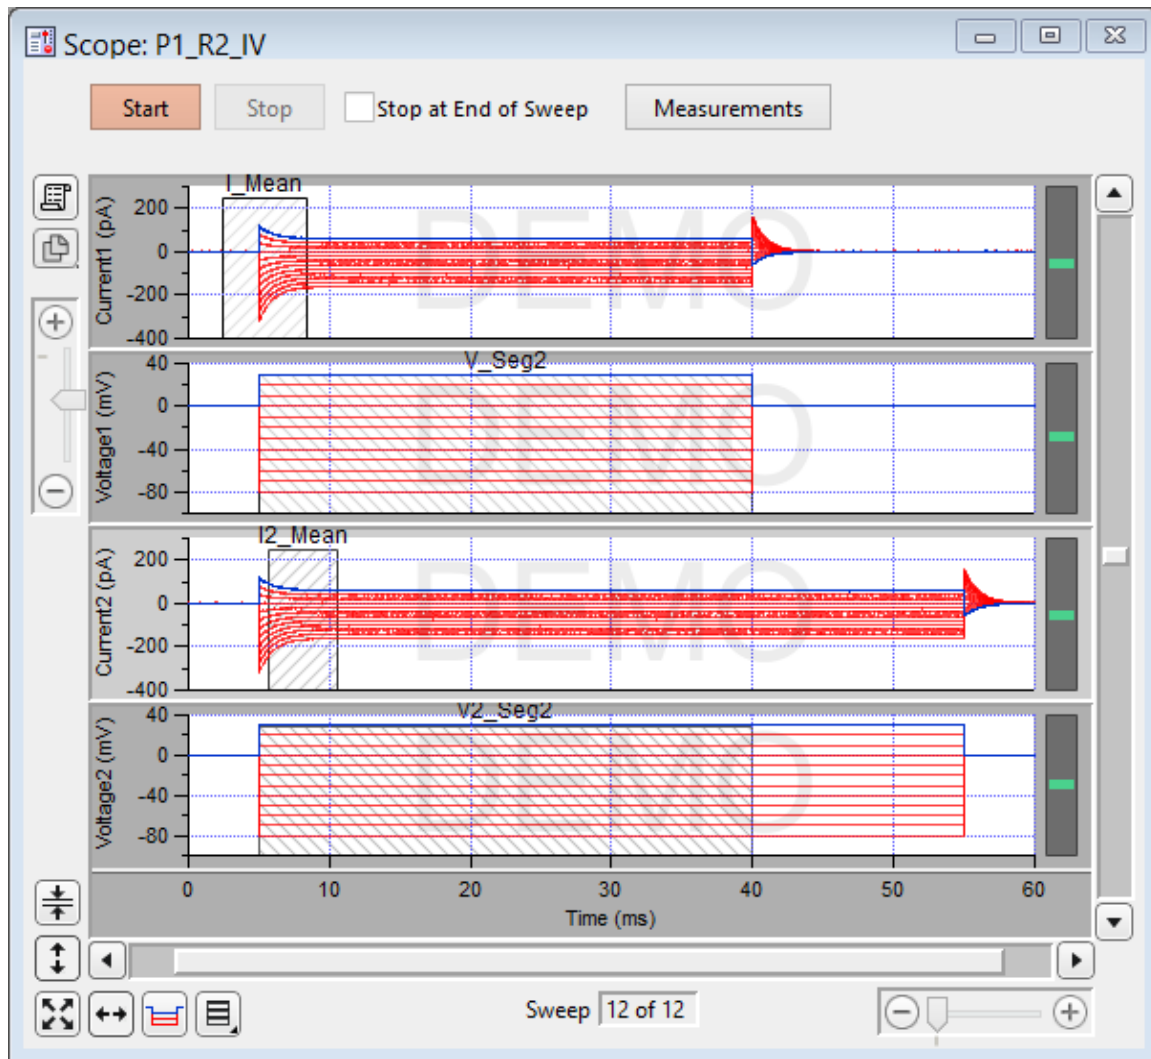 Scope: P1_R2_IV
Start Stop Stop at End of Sweep Measurements
I_Mean
Current1 (pA)
200
0
-200
-400
DEMO
V_Seg2
Voltage1 (mV)
40
0
-40
-80
DEMO
I2_Mean
Current2 (pA)
200
0
-200
-400
DEMO
V2_Seg2
Voltage2 (mV)
40
0
-40
-80
DEMO
0 10 20 30 40 50 60
Time (ms)
Sweep 12 of 12